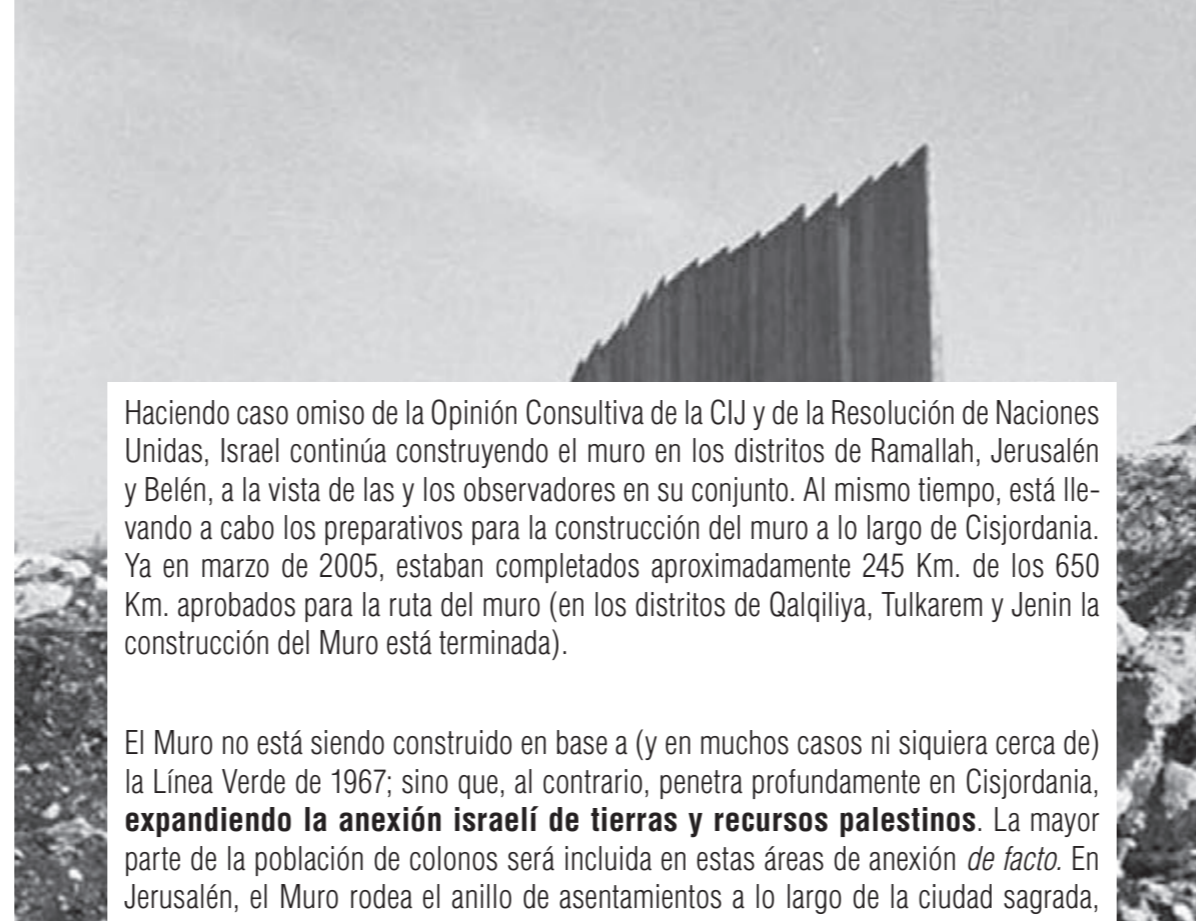 Haciendo caso omiso de la Opinión Consultiva de la CIJ y de la Resolución de Naciones
Unidas, Israel continúa construyendo el muro en los distritos de Ramallah, Jerusalén
y Belén, a la vista de las y los observadores en su conjunto. Al mismo tiempo, está lle-
vando a cabo los preparativos para la construcción del muro a lo largo de Cisjordania.
Ya en marzo de 2005, estaban completados aproximadamente 245 Km. de los 650
Km. aprobados para la ruta del muro (en los distritos de Qalqiliya, Tulkarem y Jenin la
construcción del Muro está terminada).
El Muro no está siendo construido en base a (y en muchos casos ni siquiera cerca de)
la Línea Verde de 1967; sino que, al contrario, penetra profundamente en Cisjordania,
expandiendo la anexión israelí de tierras y recursos palestinos. La mayor
parte de la población de colonos será incluida en estas áreas de anexión de facto. En
Jerusalén, el Muro rodea el anillo de asentamientos a lo largo de la ciudad sagrada,